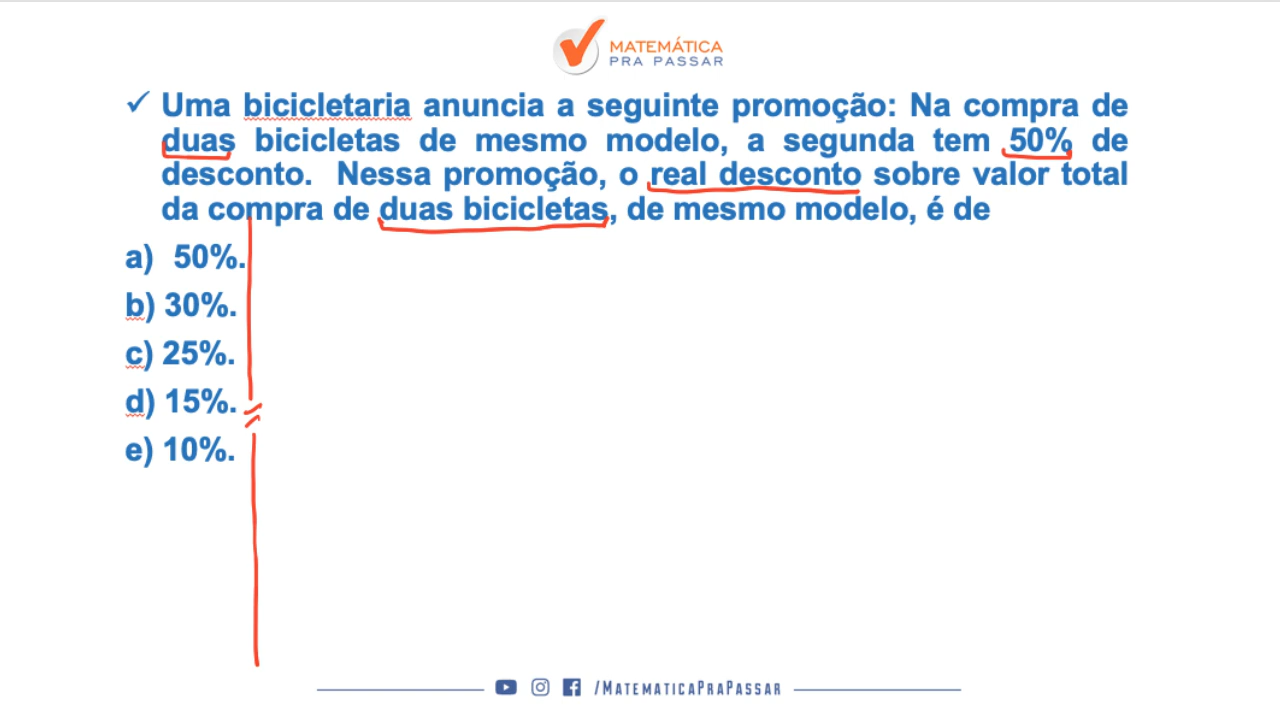 MATEMÁTICA
PRA PASSAR
✓ Uma bicicletaria anuncia a seguinte promoção: Na compra de
duas bicicletas de mesmo modelo, a segunda tem 50% de
desconto. Nessa promoção, o real desconto sobre valor total
da compra de duas bicicletas, de mesmo modelo, é de
a) 50%.
b) 30%.
c) 25%.
d) 15%.
e) 10%.
/MATEMATICAPRAPASSAR